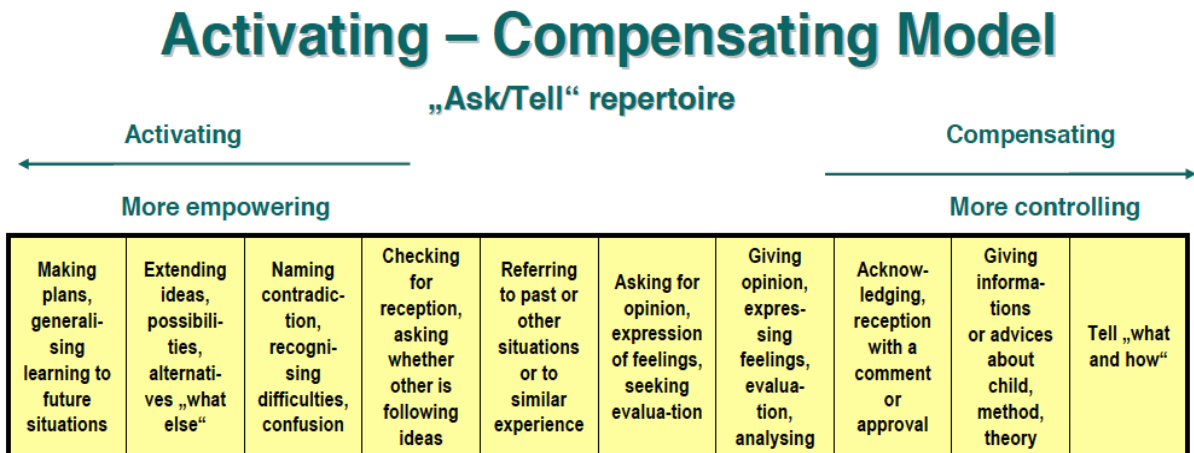 Activating – Compensating Model
„Ask/Tell“ repertoire
Activating
Compensating
More empowering
More controlling
Making
plans,
generali-
sing
learning to
future
situations
Extending
ideas,
possibili-
ties,
alternati-
ves „what
else“
Naming
contradic-
tion,
recogni-
sing
difficulties,
confusion
Checking
for
reception,
asking
whether
other is
following
ideas
Referring
to past or
other
situations
or to
similar
experience
Asking for
opinion,
expression
of feelings,
seeking
evalua-tion
Giving
opinion,
expres-
sing
feelings,
evalua-
tion,
analysing
Acknow-
ledging,
reception
with a
comment
or
approval
Giving
informa-
tions
or advices
about
child,
method,
theory
Tell „what
and how“